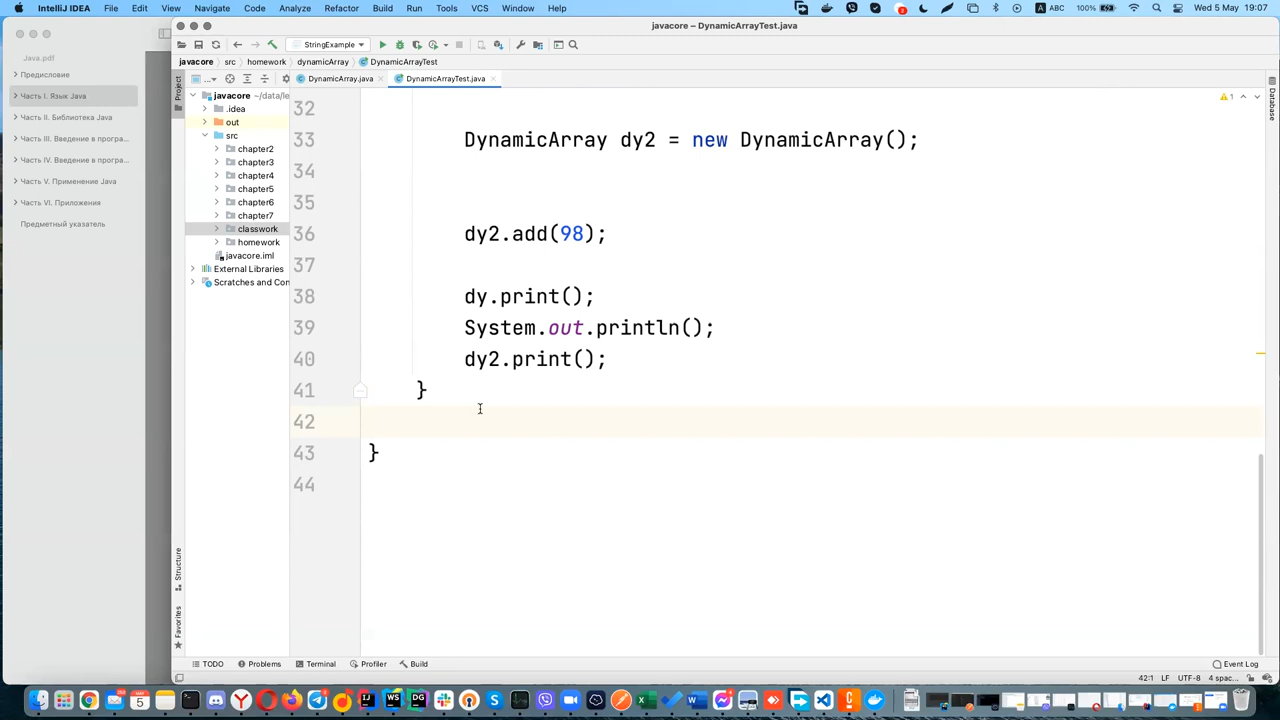 IntelliJ IDEA File Edit View Navigate Code Analyze Refactor Build Run Tools VCS Window Help
3 ABC 100% Wed 5 May 19:07
javacore – DynamicArrayTest.java
StringExample
javacore src homework dynamicArray DynamicArrayTest
Java.pdf
Предисловие
Часть I. Язык Java
Часть II. Библиотека Java
Часть III. Введение в програ...
Часть IV. Введение в програ...
Часть V. Применение Java
Часть VI. Приложения
Предметный указатель
Project
Structure
Favorites
... DynamicArray.java DynamicArrayTest.java
javacore ~/data/le
.idea
out
src
chapter2
chapter3
chapter4
chapter5
chapter6
chapter7
classwork
homework
javacore.iml
External Libraries
Scratches and Con
1
Database
32
33 DynamicArray dy2 = new DynamicArray();
34
35
36 dy2.add(98);
37
38 dy.print();
39 System.out.println();
40 dy2.print();
41 }
42
43 }
44
TODO Problems Terminal Profiler Build Event Log
42:1 LF UTF-8 4 spac...